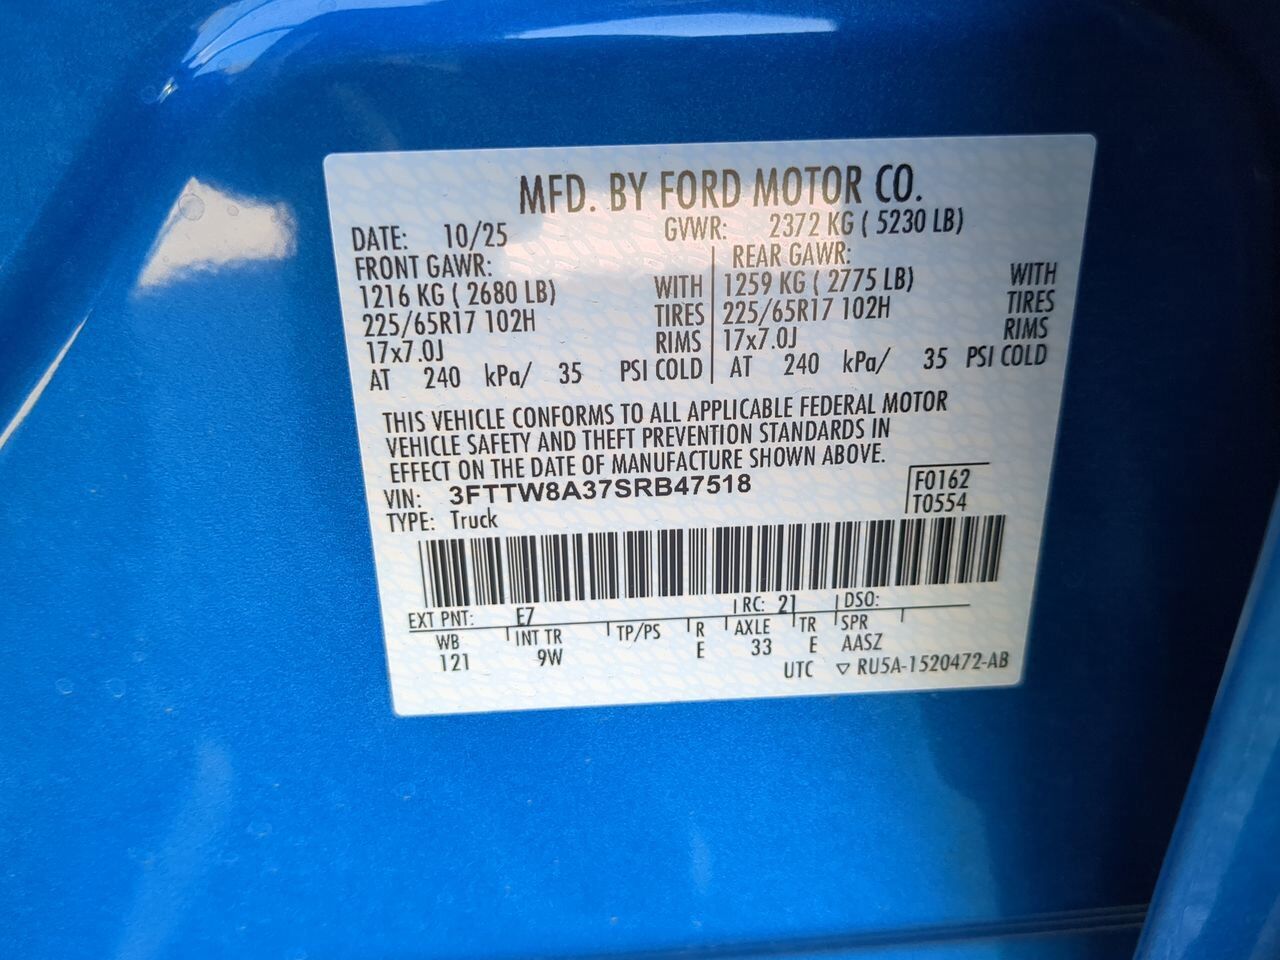 MFD. BY FORD MOTOR CO.
DATE: 10/25 GVWR: 2372 KG ( 5230 LB)
FRONT GAWR: REAR GAWR:
1216 KG ( 2680 LB) WITH 1259 KG ( 2775 LB) WITH
225/65R17 102H TIRES 225/65R17 102H TIRES
17x7.0J RIMS 17x7.0J RIMS
AT 240 kPa/ 35 PSI COLD AT 240 kPa/ 35 PSI COLD
THIS VEHICLE CONFORMS TO ALL APPLICABLE FEDERAL MOTOR
VEHICLE SAFETY AND THEFT PREVENTION STANDARDS IN
EFFECT ON THE DATE OF MANUFACTURE SHOWN ABOVE.
VIN: 3FTTW8A37SRB47518 F0162
TYPE: Truck T0554
EXT PNT: E7 RC: 21 DSO:
WB INT TR TP/PS R AXLE TR SPR
121 9W E 33 E AASZ
UTC ▽ RU5A-1520472-AB